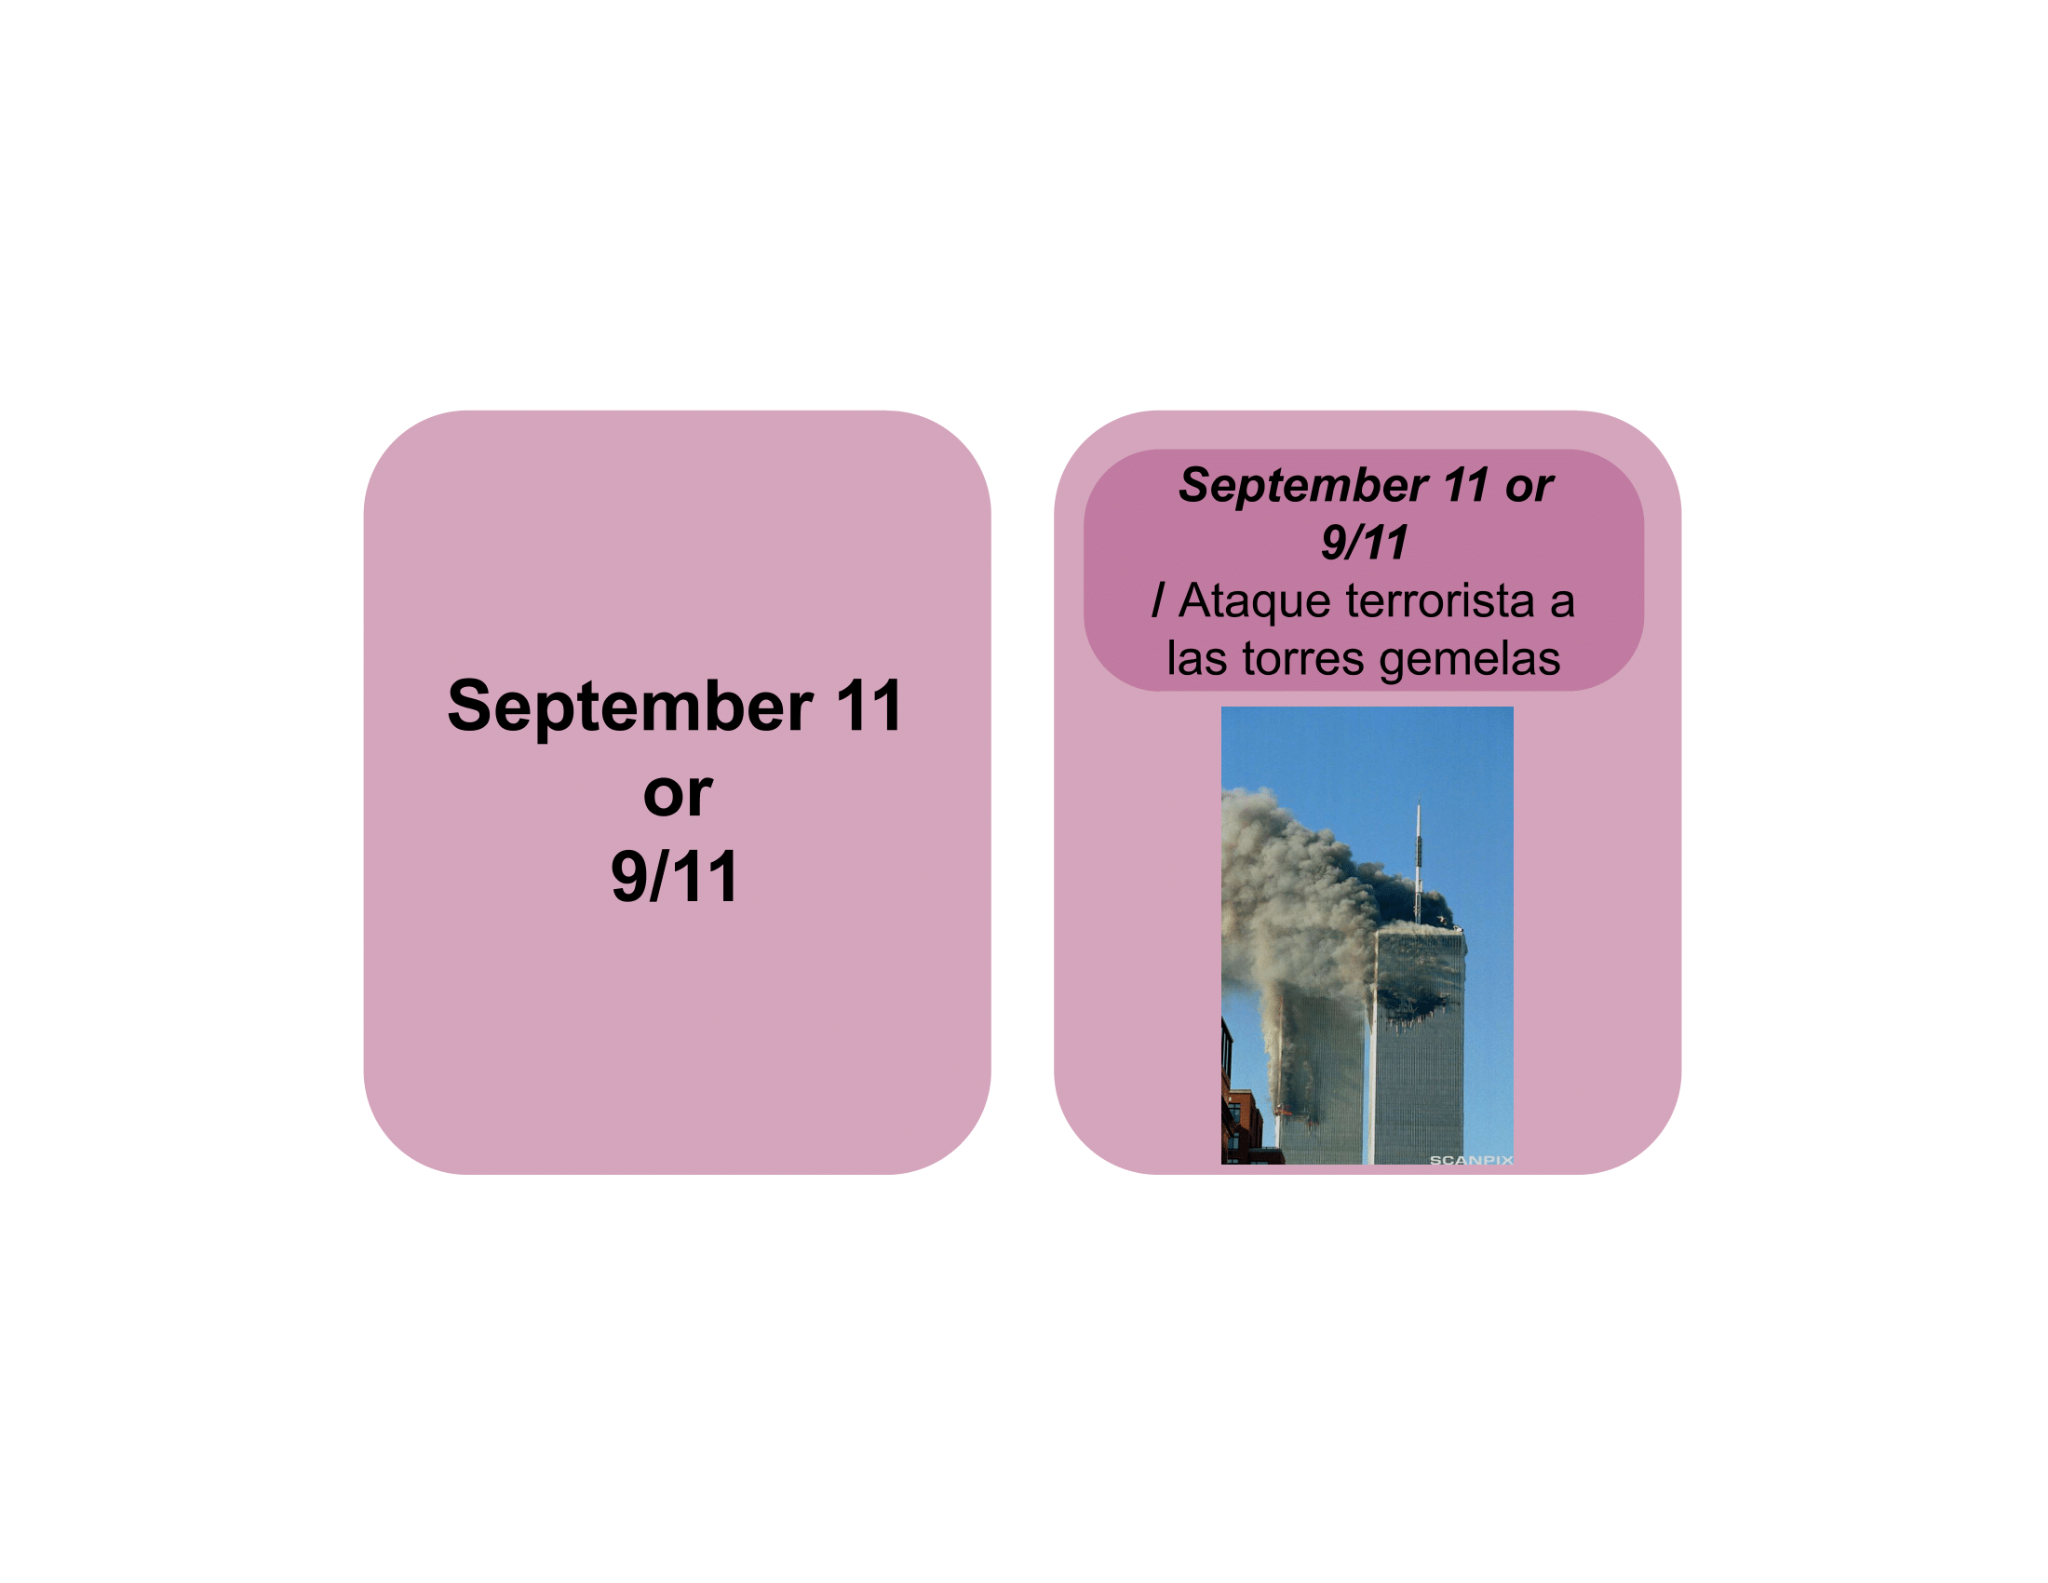 September 11
or
9/11
September 11 or
9/11
/ Ataque terrorista a
las torres gemelas
SCANPIX